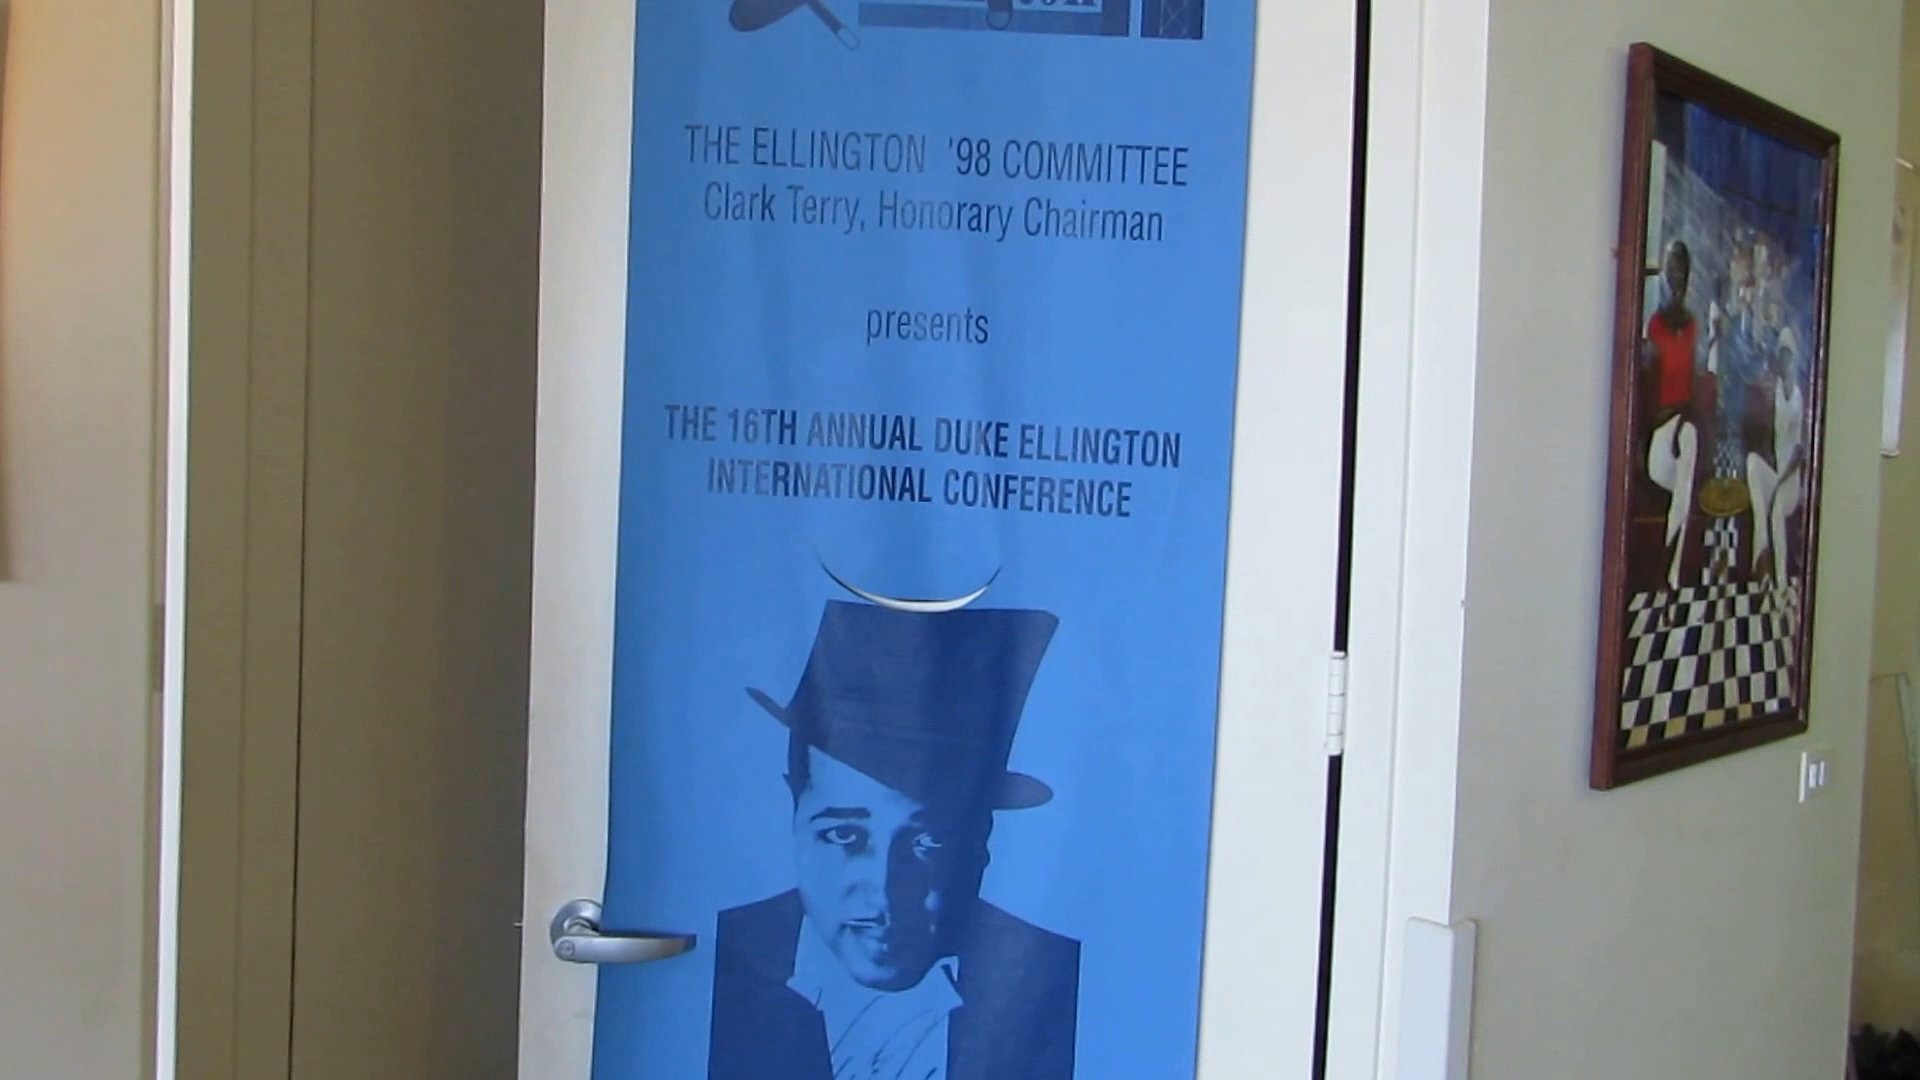 THE ELLINGTON '98 COMMITTEE
Clark Terry, Honorary Chairman
presents
THE 16TH ANNUAL DUKE ELLINGTON
INTERNATIONAL CONFERENCE